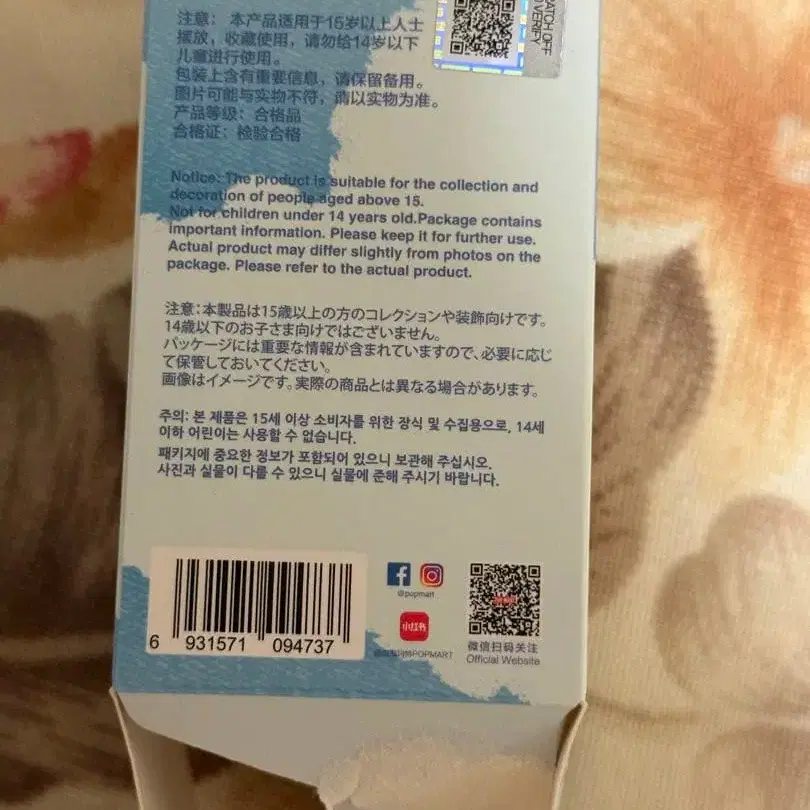 注意: 本产品适用于15岁以上人士
摆放,收藏使用,请勿给14岁以下
儿童进行使用。
包装上含有重要信息,请保留备用。
图片可能与实物不符,请以实物为准。
产品等级: 合格品
合格证: 检验合格
VERIFY
Notice: The product is suitable for the collection and
decoration of people aged above 15.
Not for children under 14 years old.Package contains
important information. Please keep it for further use.
Actual product may differ slightly from photos on the
package. Please refer to the actual product.
注意:本製品は15歳以上の方のコレクションや装飾向けです。
14歳以下のお子さま向けではございません。
パッケージには重要な情報が含まれていますので、必要に応じ
て保管しておいてください。
画像はイメージです。実際の商品とは異なる場合があります。
주의: 본 제품은 15세 이상 소비자를 위한 장식 및 수집용으로, 14세
이하 어린이는 사용할 수 없습니다.
패키지에 중요한 정보가 포함되어 있으니 보관해 주십시오.
사진과 실물이 다를 수 있으니 실물에 준해 주시기 바랍니다.
@popmart
小红书
POPMART
微信扫码关注
Official Website
6 931571 094737